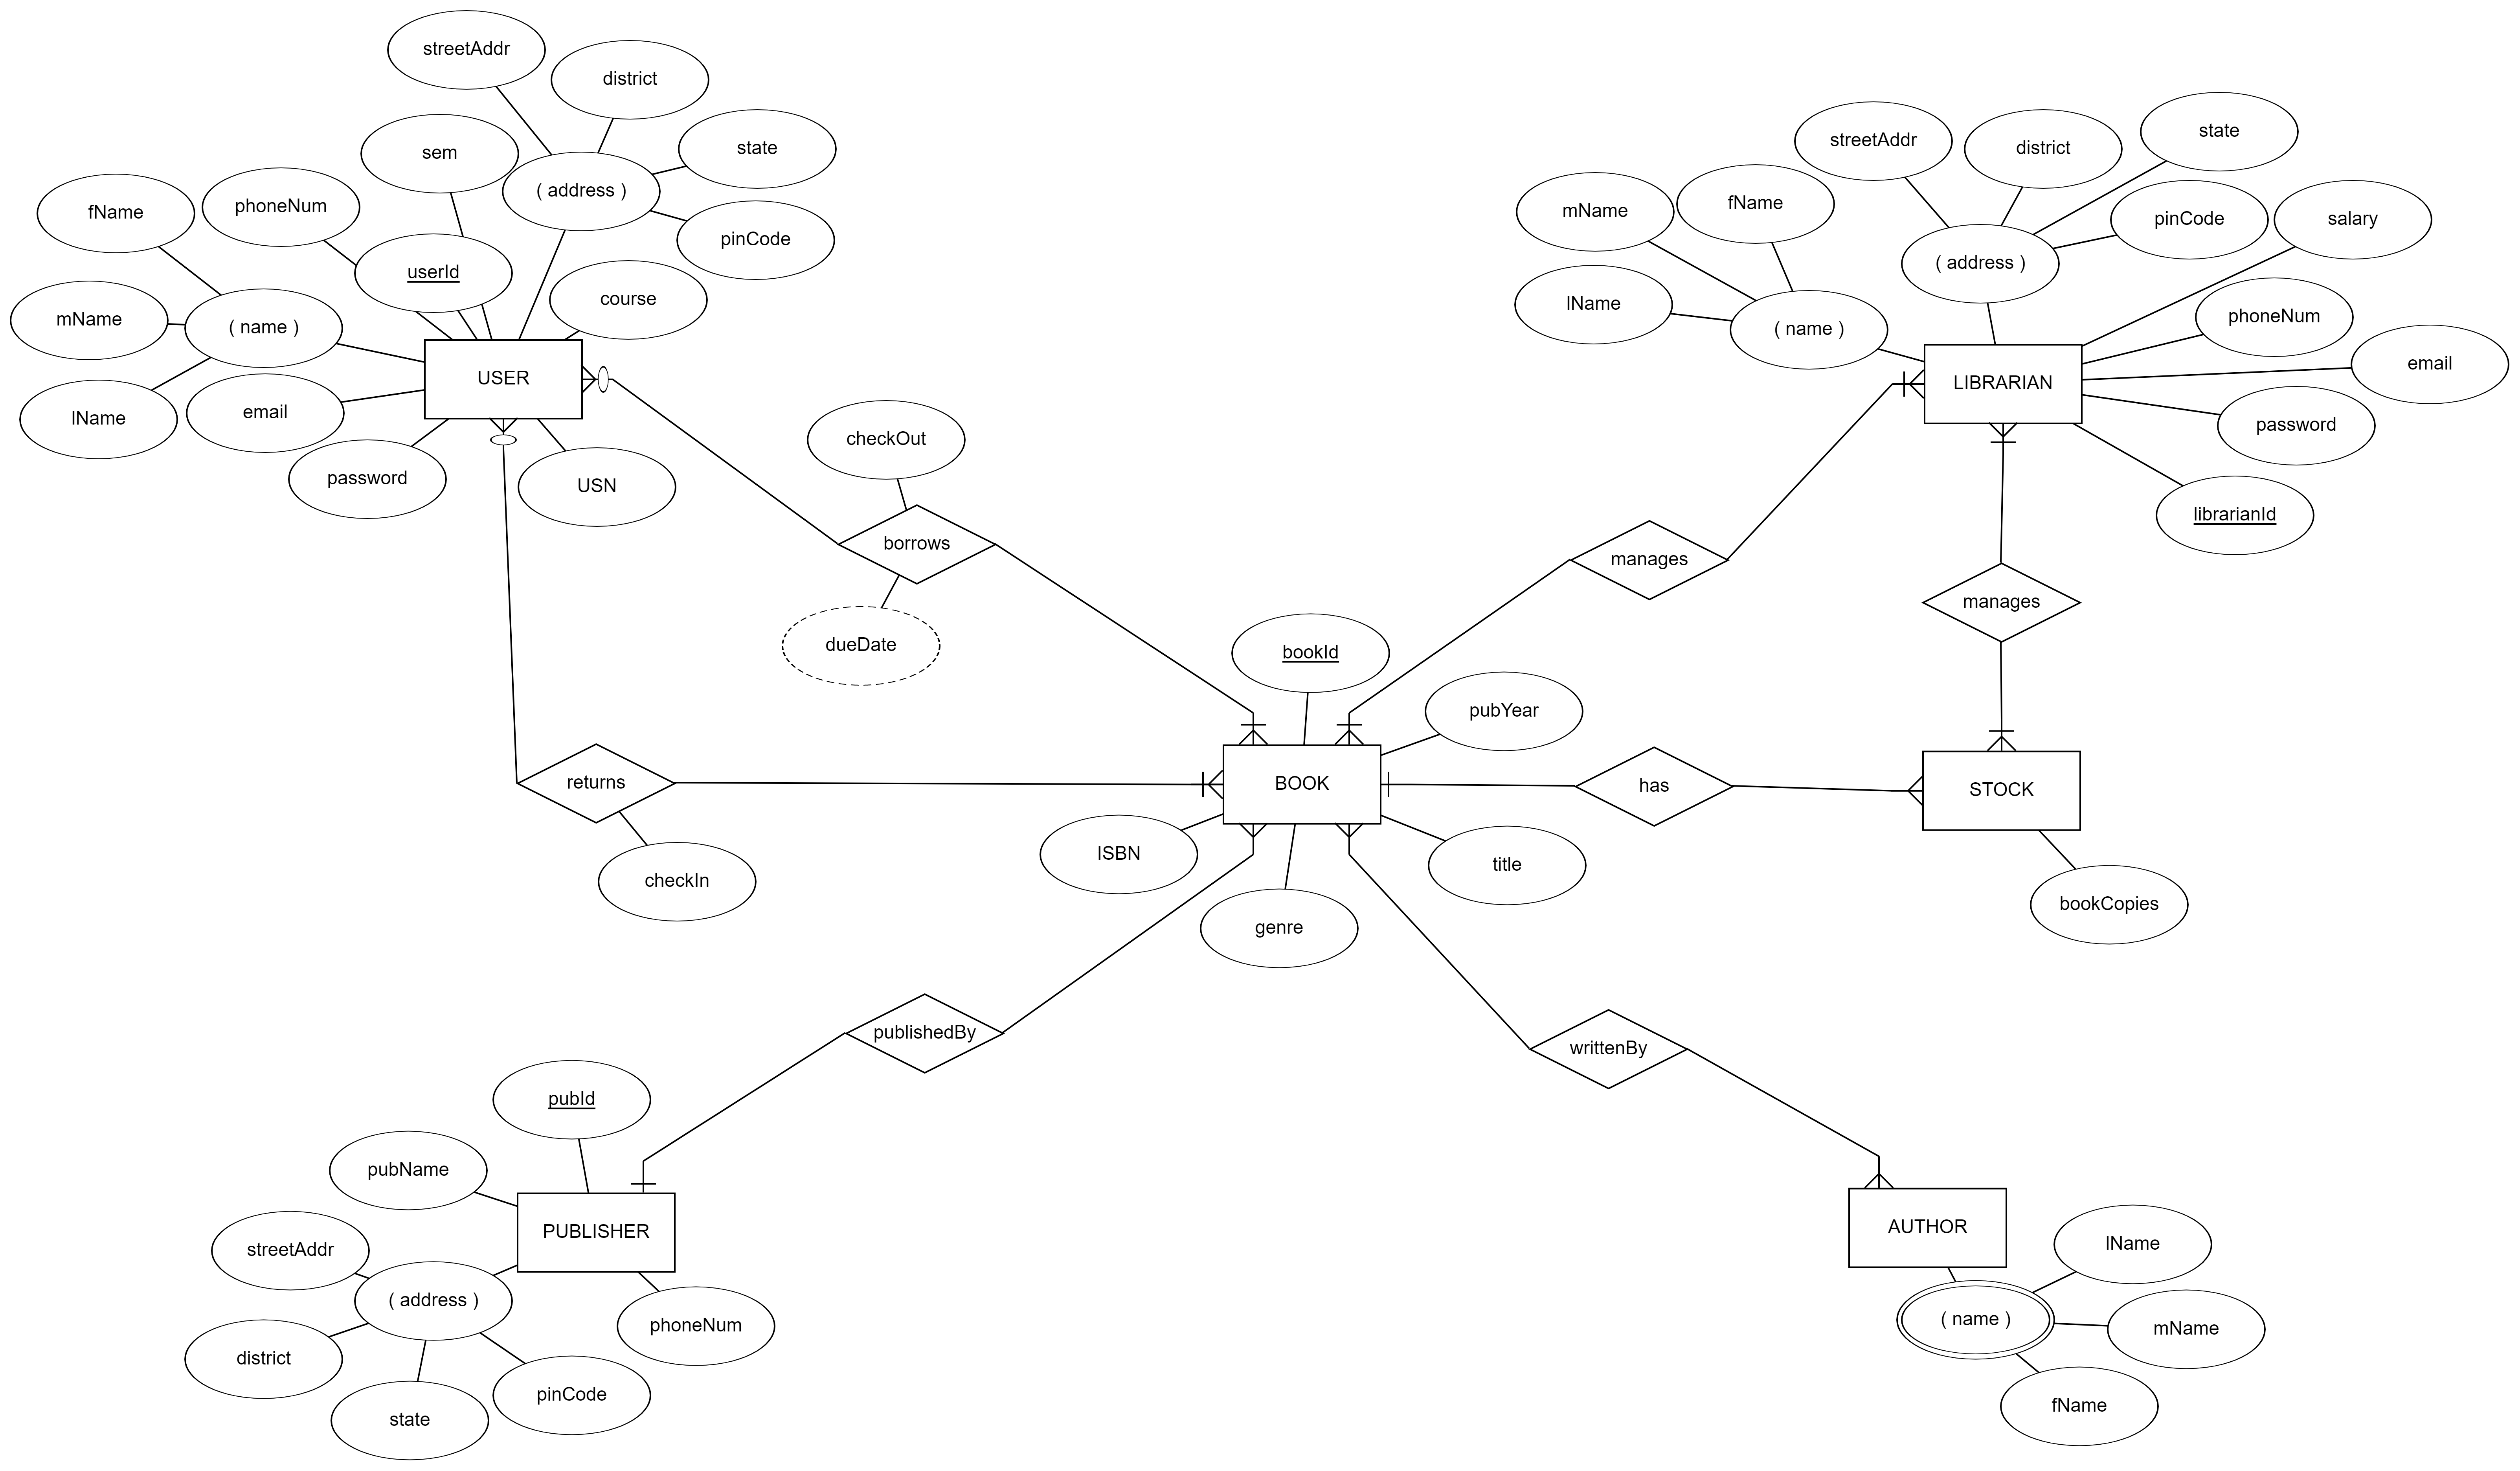 streetAddr
district
sem
state
( address )
fName
phoneNum
pinCode
userId
course
mName
( name )
USER
lName
email
password
USN
checkOut
borrows
dueDate
returns
checkIn
streetAddr
district
state
mName
fName
pinCode
salary
( address )
lName
( name )
phoneNum
email
LIBRARIAN
password
librarianId
manages
manages
bookId
pubYear
BOOK
has
STOCK
ISBN
title
bookCopies
genre
publishedBy
writtenBy
pubId
pubName
PUBLISHER
streetAddr
( address )
phoneNum
district
pinCode
state
AUTHOR
lName
( name )
mName
fName